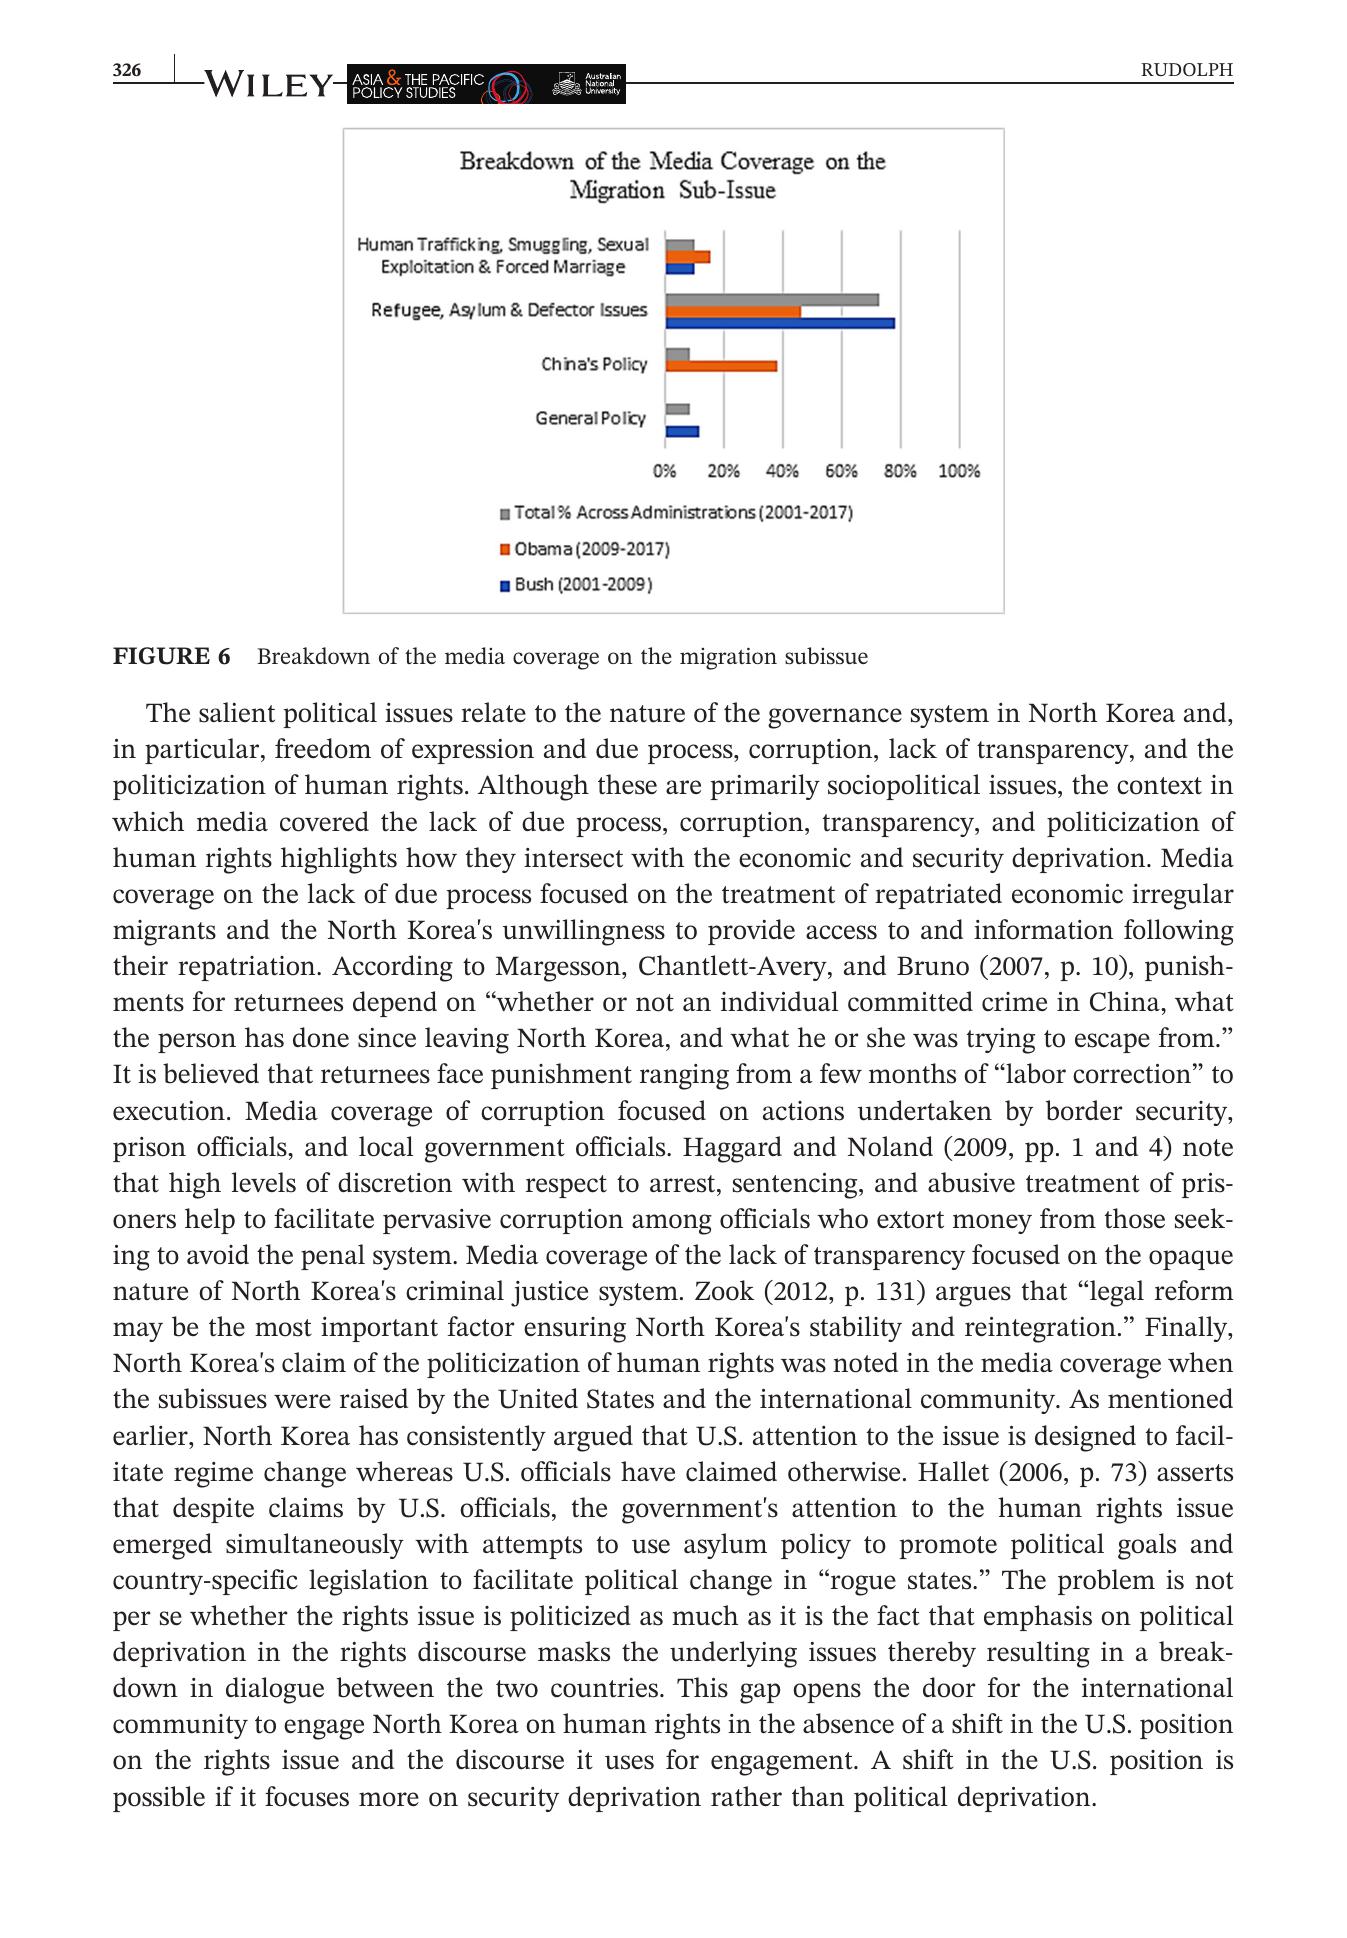 326
WILEY
ASIA & THE PACIFIC
POLICY STUDIES
Australian
National
University
RUDOLPH
Breakdown of the Media Coverage on the
Migration Sub-Issue
Human Trafficking, Smuggling, Sexual
Exploitation & Forced Marriage
Refugee, Asylum & Defector Issues
China's Policy
General Policy
0% 20% 40% 60% 80% 100%
Total % Across Administrations (2001-2017)
Obama (2009-2017)
Bush (2001-2009)
FIGURE 6 Breakdown of the media coverage on the migration subissue
The salient political issues relate to the nature of the governance system in North Korea and,
in particular, freedom of expression and due process, corruption, lack of transparency, and the
politicization of human rights. Although these are primarily sociopolitical issues, the context in
which media covered the lack of due process, corruption, transparency, and politicization of
human rights highlights how they intersect with the economic and security deprivation. Media
coverage on the lack of due process focused on the treatment of repatriated economic irregular
migrants and the North Korea's unwillingness to provide access to and information following
their repatriation. According to Margesson, Chantlett-Avery, and Bruno (2007, p. 10), punish-
ments for returnees depend on “whether or not an individual committed crime in China, what
the person has done since leaving North Korea, and what he or she was trying to escape from.”
It is believed that returnees face punishment ranging from a few months of “labor correction” to
execution. Media coverage of corruption focused on actions undertaken by border security,
prison officials, and local government officials. Haggard and Noland (2009, pp. 1 and 4) note
that high levels of discretion with respect to arrest, sentencing, and abusive treatment of pris-
oners help to facilitate pervasive corruption among officials who extort money from those seek-
ing to avoid the penal system. Media coverage of the lack of transparency focused on the opaque
nature of North Korea's criminal justice system. Zook (2012, p. 131) argues that “legal reform
may be the most important factor ensuring North Korea's stability and reintegration.” Finally,
North Korea's claim of the politicization of human rights was noted in the media coverage when
the subissues were raised by the United States and the international community. As mentioned
earlier, North Korea has consistently argued that U.S. attention to the issue is designed to facil-
itate regime change whereas U.S. officials have claimed otherwise. Hallet (2006, p. 73) asserts
that despite claims by U.S. officials, the government's attention to the human rights issue
emerged simultaneously with attempts to use asylum policy to promote political goals and
country-specific legislation to facilitate political change in “rogue states.” The problem is not
per se whether the rights issue is politicized as much as it is the fact that emphasis on political
deprivation in the rights discourse masks the underlying issues thereby resulting in a break-
down in dialogue between the two countries. This gap opens the door for the international
community to engage North Korea on human rights in the absence of a shift in the U.S. position
on the rights issue and the discourse it uses for engagement. A shift in the U.S. position is
possible if it focuses more on security deprivation rather than political deprivation.